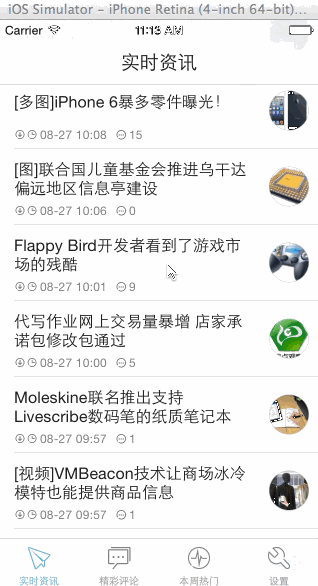 iOS Simulator - iPhone Retina (4-inch 64-bit)...
Carrier 11:13 AM
实时资讯
[多图]iPhone 6暴多零件曝光!
08-27 10:08 15
[图]联合国儿童基金会推进乌干达
偏远地区信息亭建设
08-27 10:06 0
Flappy Bird开发者看到了游戏市
场的残酷
08-27 10:01 9
代写作业网上交易量暴增 店家承
诺包修改包通过
08-27 10:00 5
Moleskine联名推出支持
Livescribe数码笔的纸质笔记本
08-27 09:57 1
[视频]VMBeacon技术让商场冰冷
模特也能提供商品信息
08-27 09:57 1
实时资讯 精彩评论 本周热门 设置